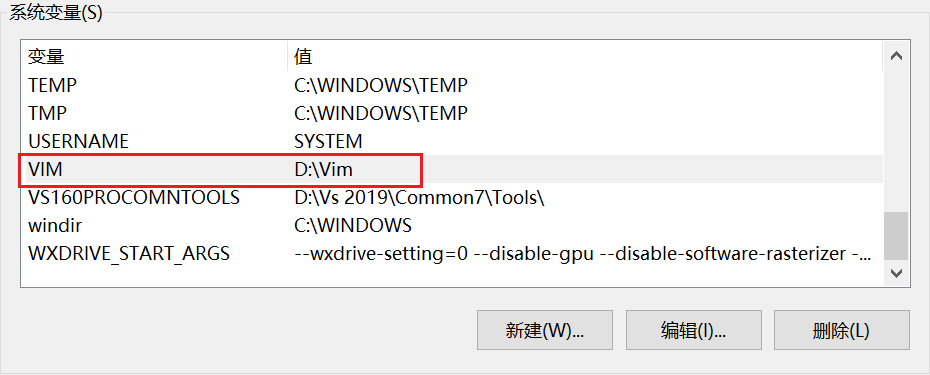 系统变量(S)
变量 值
TEMP C:\WINDOWS\TEMP
TMP C:\WINDOWS\TEMP
USERNAME SYSTEM
VIM D:\Vim
VS160PROCOMNTOOLS D:\Vs 2019\Common7\Tools\
windir C:\WINDOWS
WXDRIVE_START_ARGS --wxdrive-setting=0 --disable-gpu --disable-software-rasterizer -...
新建(W)... 编辑(I)... 删除(L)